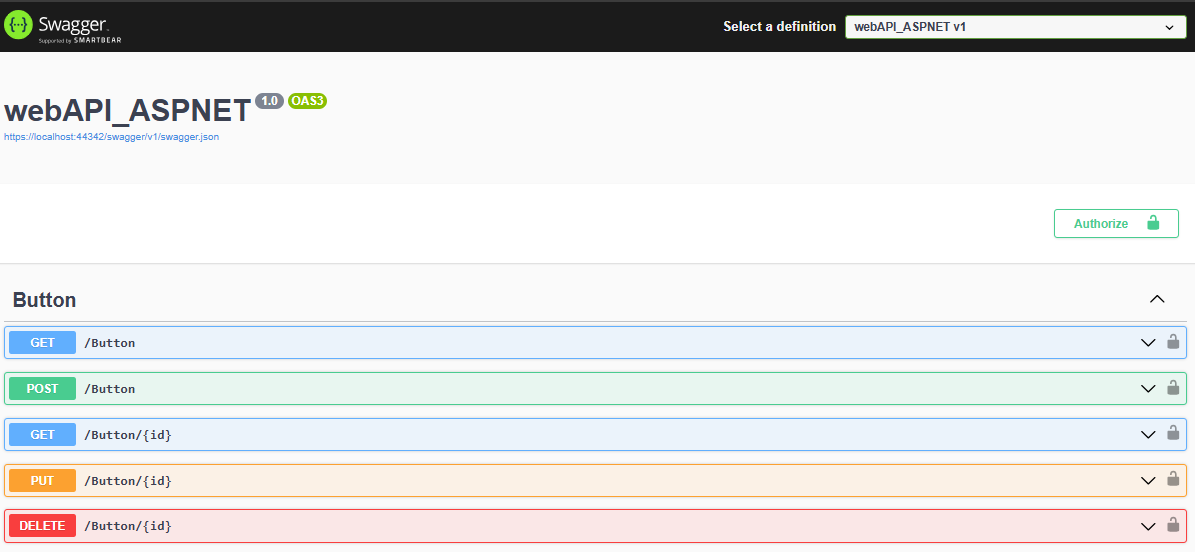 {··} Swagger.
Supported by SMARTBEAR
Select a definition
webAPI_ASPNET v1
webAPI_ASPNET 1.0 OAS3
https://localhost:44342/swagger/v1/swagger.json
Authorize
Button
GET /Button
POST /Button
GET /Button/{id}
PUT /Button/{id}
DELETE /Button/{id}